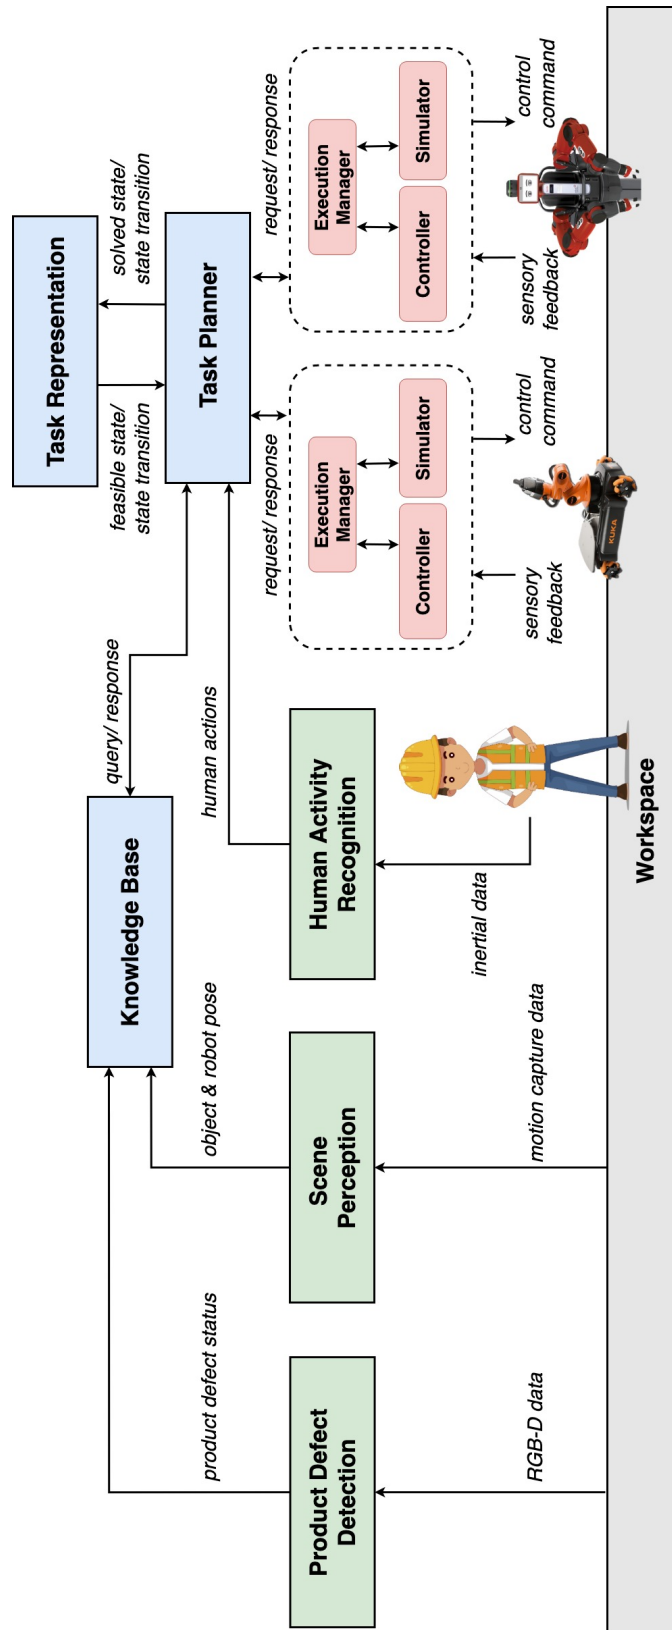 Task Representation
feasible state/
state transition
solved state/
state transition
Knowledge Base
query/ response
Task Planner
product defect status
object & robot pose
human actions
request/ response
request/ response
Product Defect
Detection
Scene
Perception
Human Activity
Recognition
Execution
Manager
Controller
Simulator
Execution
Manager
Controller
Simulator
RGB-D data
motion capture data
inertial data
sensory
feedback
control
command
sensory
feedback
control
command
KUKA
Workspace